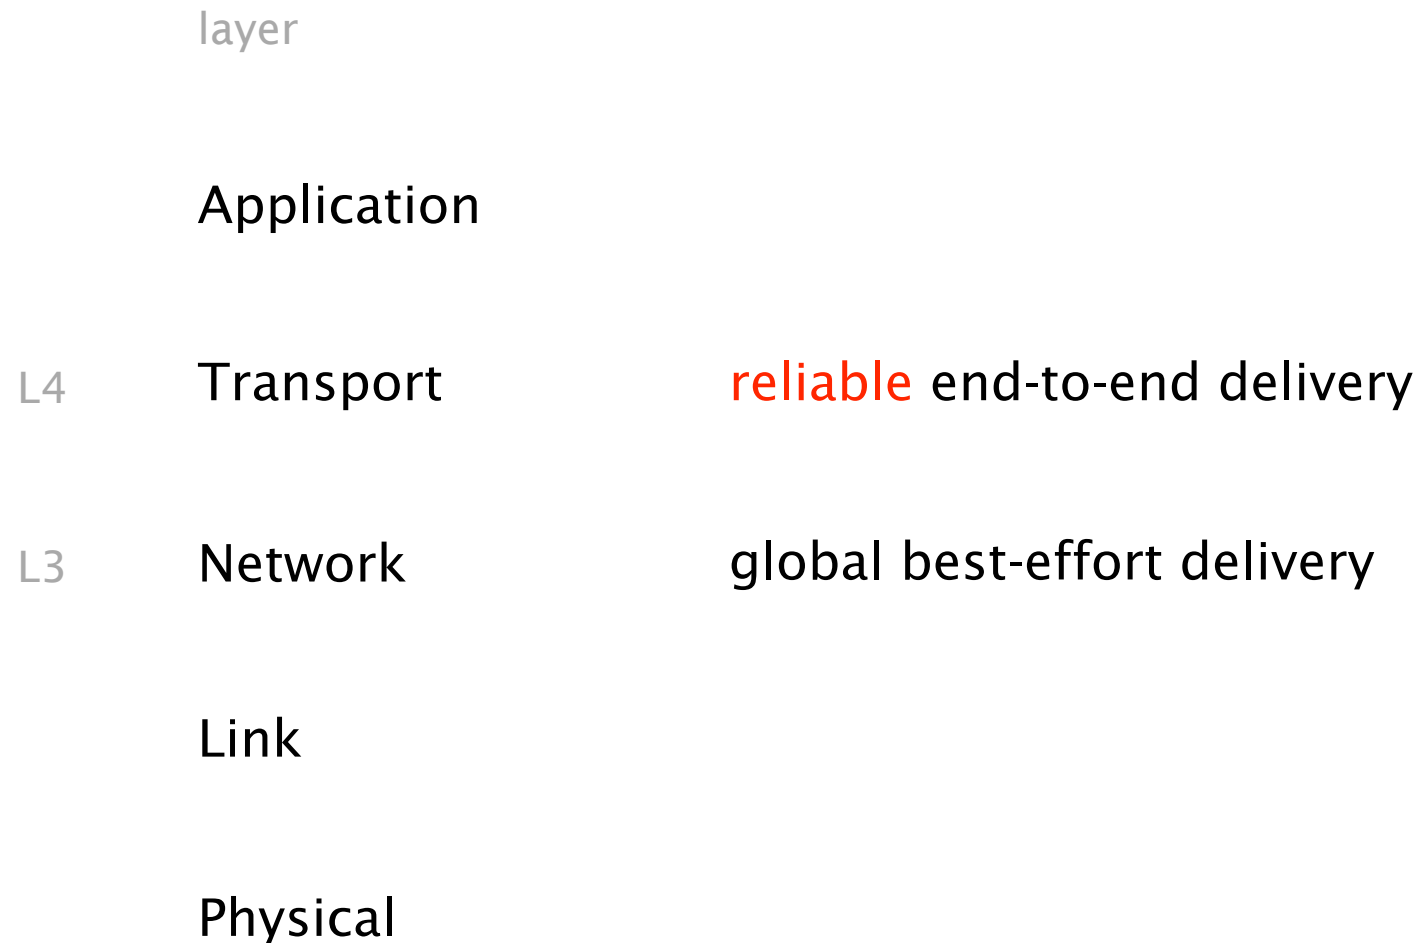 layer
Application
L4 Transport reliable end-to-end delivery
L3 Network global best-effort delivery
Link
Physical